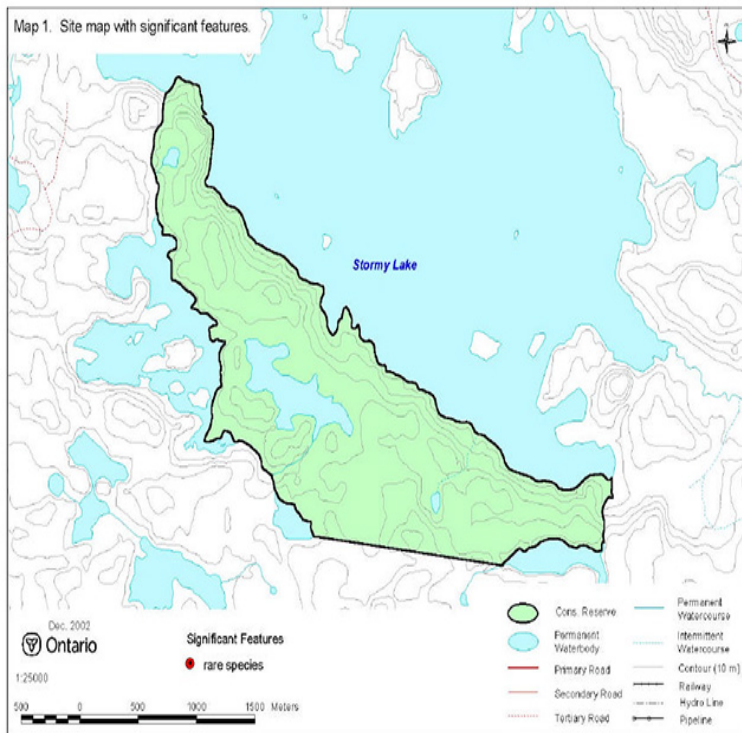 Map 1. Site map with significant features.
Stormy Lake
Dec. 2002
Ontario
1:25000
Significant Features
rare species
500 0 500 1000 1500 Meters
Cons. Reserve
Permanent
Waterbody
Primary Road
Secondary Road
Tertiary Road
Permanent
Watercourse
Intermittent
Watercourse
Contour (10 m)
Railway
Hydro Line
Pipeline